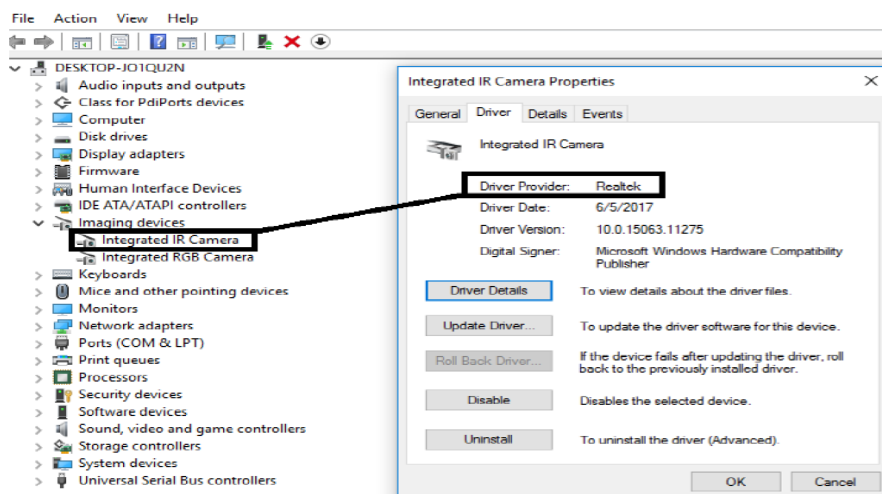 File Action View Help
DESKTOP-JO1QU2N
Audio inputs and outputs
Class for PdiPorts devices
Computer
Disk drives
Display adapters
Firmware
Human Interface Devices
IDE ATA/ATAPI controllers
Imaging devices
Integrated IR Camera
Integrated RGB Camera
Keyboards
Mice and other pointing devices
Monitors
Network adapters
Ports (COM & LPT)
Print queues
Processors
Security devices
Software devices
Sound, video and game controllers
Storage controllers
System devices
Universal Serial Bus controllers
Integrated IR Camera Properties
General Driver Details Events
Integrated IR Camera
Driver Provider: Realtek
Driver Date: 6/5/2017
Driver Version: 10.0.15063.11275
Digital Signer: Microsoft Windows Hardware Compatibility
Publisher
Driver Details To view details about the driver files.
Update Driver... To update the driver software for this device.
Roll Back Driver... If the device fails after updating the driver, roll
back to the previously installed driver.
Disable Disables the selected device.
Uninstall To uninstall the driver (Advanced).
OK Cancel